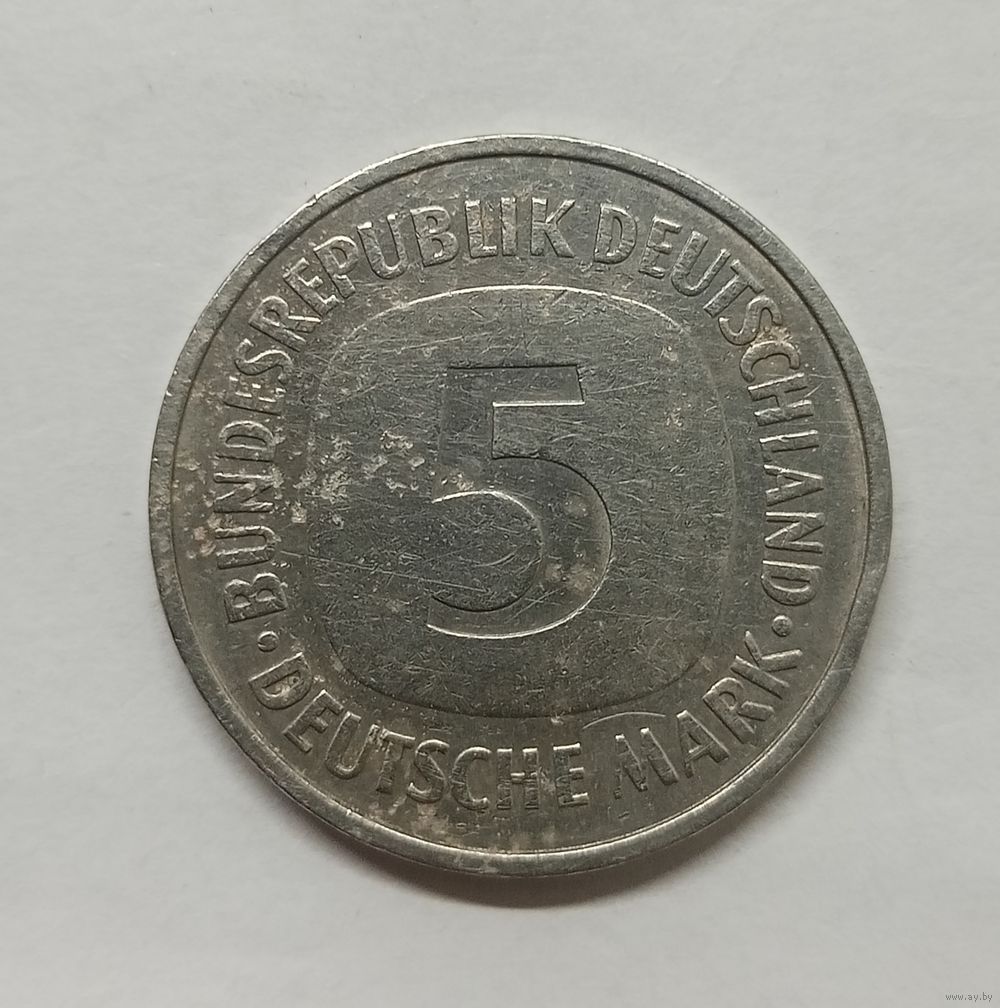 · BUNDESREPUBLIK DEUTSCHLAND ·
5
DEUTSCHE MARK
www.ay.by